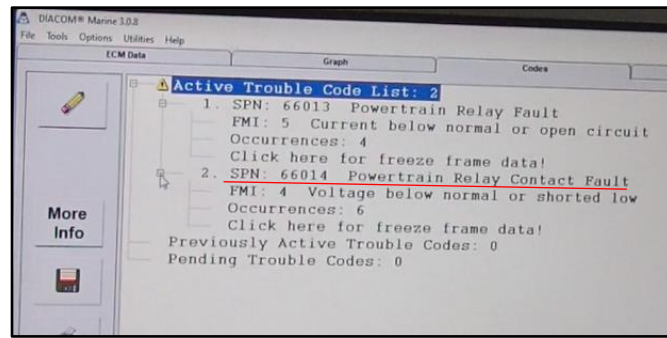 DIACOM® Marine 3.0.8
File Tools Options Utilities Help
ECM Data Graph Codes
Active Trouble Code List: 2
1. SPN: 66013 Powertrain Relay Fault
FMI: 5 Current below normal or open circuit
Occurrences: 4
Click here for freeze frame data!
2. SPN: 66014 Powertrain Relay Contact Fault
FMI: 4 Voltage below normal or shorted low
Occurrences: 6
Click here for freeze frame data!
Previously Active Trouble Codes: 0
Pending Trouble Codes: 0
More
Info